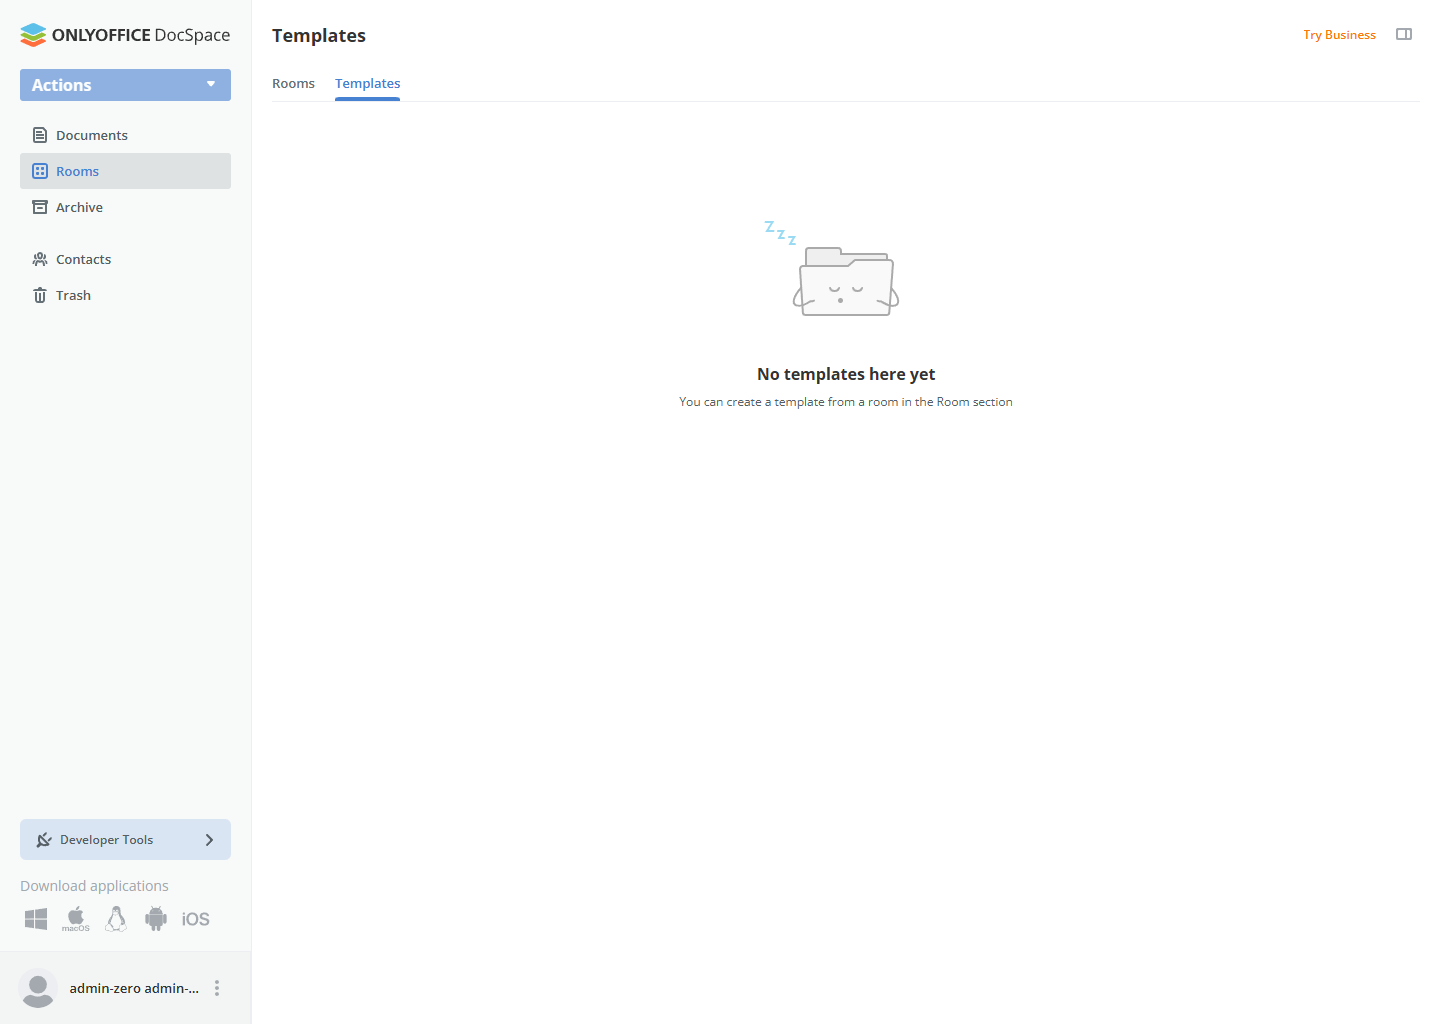 ONLYOFFICE DocSpace
Actions
Documents
Rooms
Archive
Contacts
Trash
Developer Tools
Download applications
macOS
iOS
admin-zero admin-...
Templates
Try Business
Rooms
Templates
z
z
z
No templates here yet
You can create a template from a room in the Room section